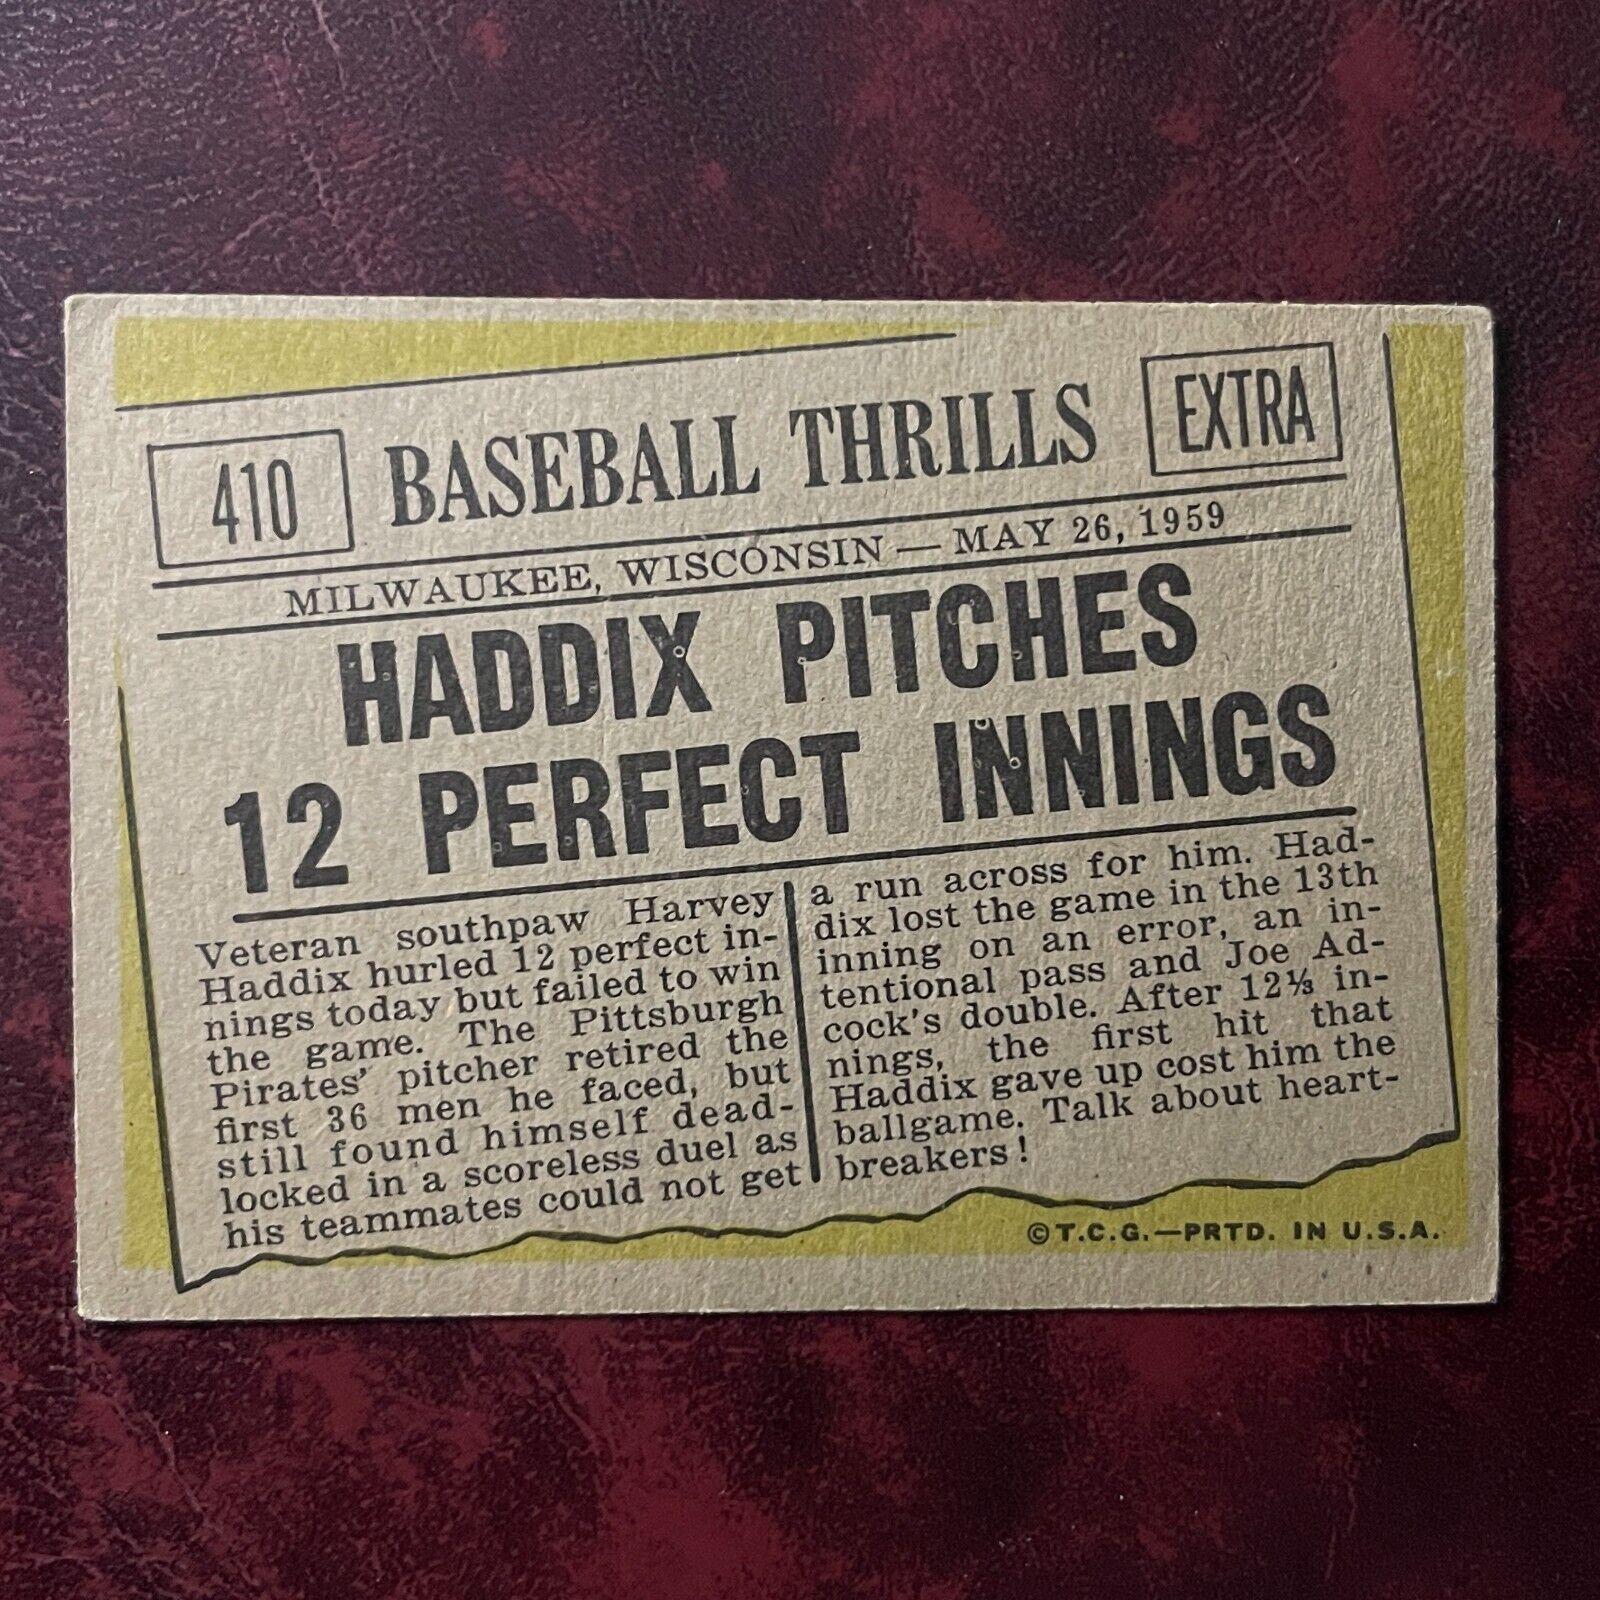 410 BASEBALL THRILLS EXTRA
MILWAUKEE, WISCONSIN — MAY 26, 1959
HADDIX PITCHES
12 PERFECT INNINGS
Veteran southpaw Harvey
Haddix hurled 12 perfect in-
nings today but failed to win
the game. The Pittsburgh
Pirates' pitcher retired the
first 36 men he faced, but
still found himself dead-
locked in a scoreless duel as
his teammates could not get
a run across for him. Had-
dix lost the game in the 13th
inning on an error, an in-
tentional pass and Joe Ad-
cock's double. After 12⅓ in-
nings, the first hit that
Haddix gave up cost him the
ballgame. Talk about heart-
breakers!
©T.C.G.—PRTD. IN U.S.A.